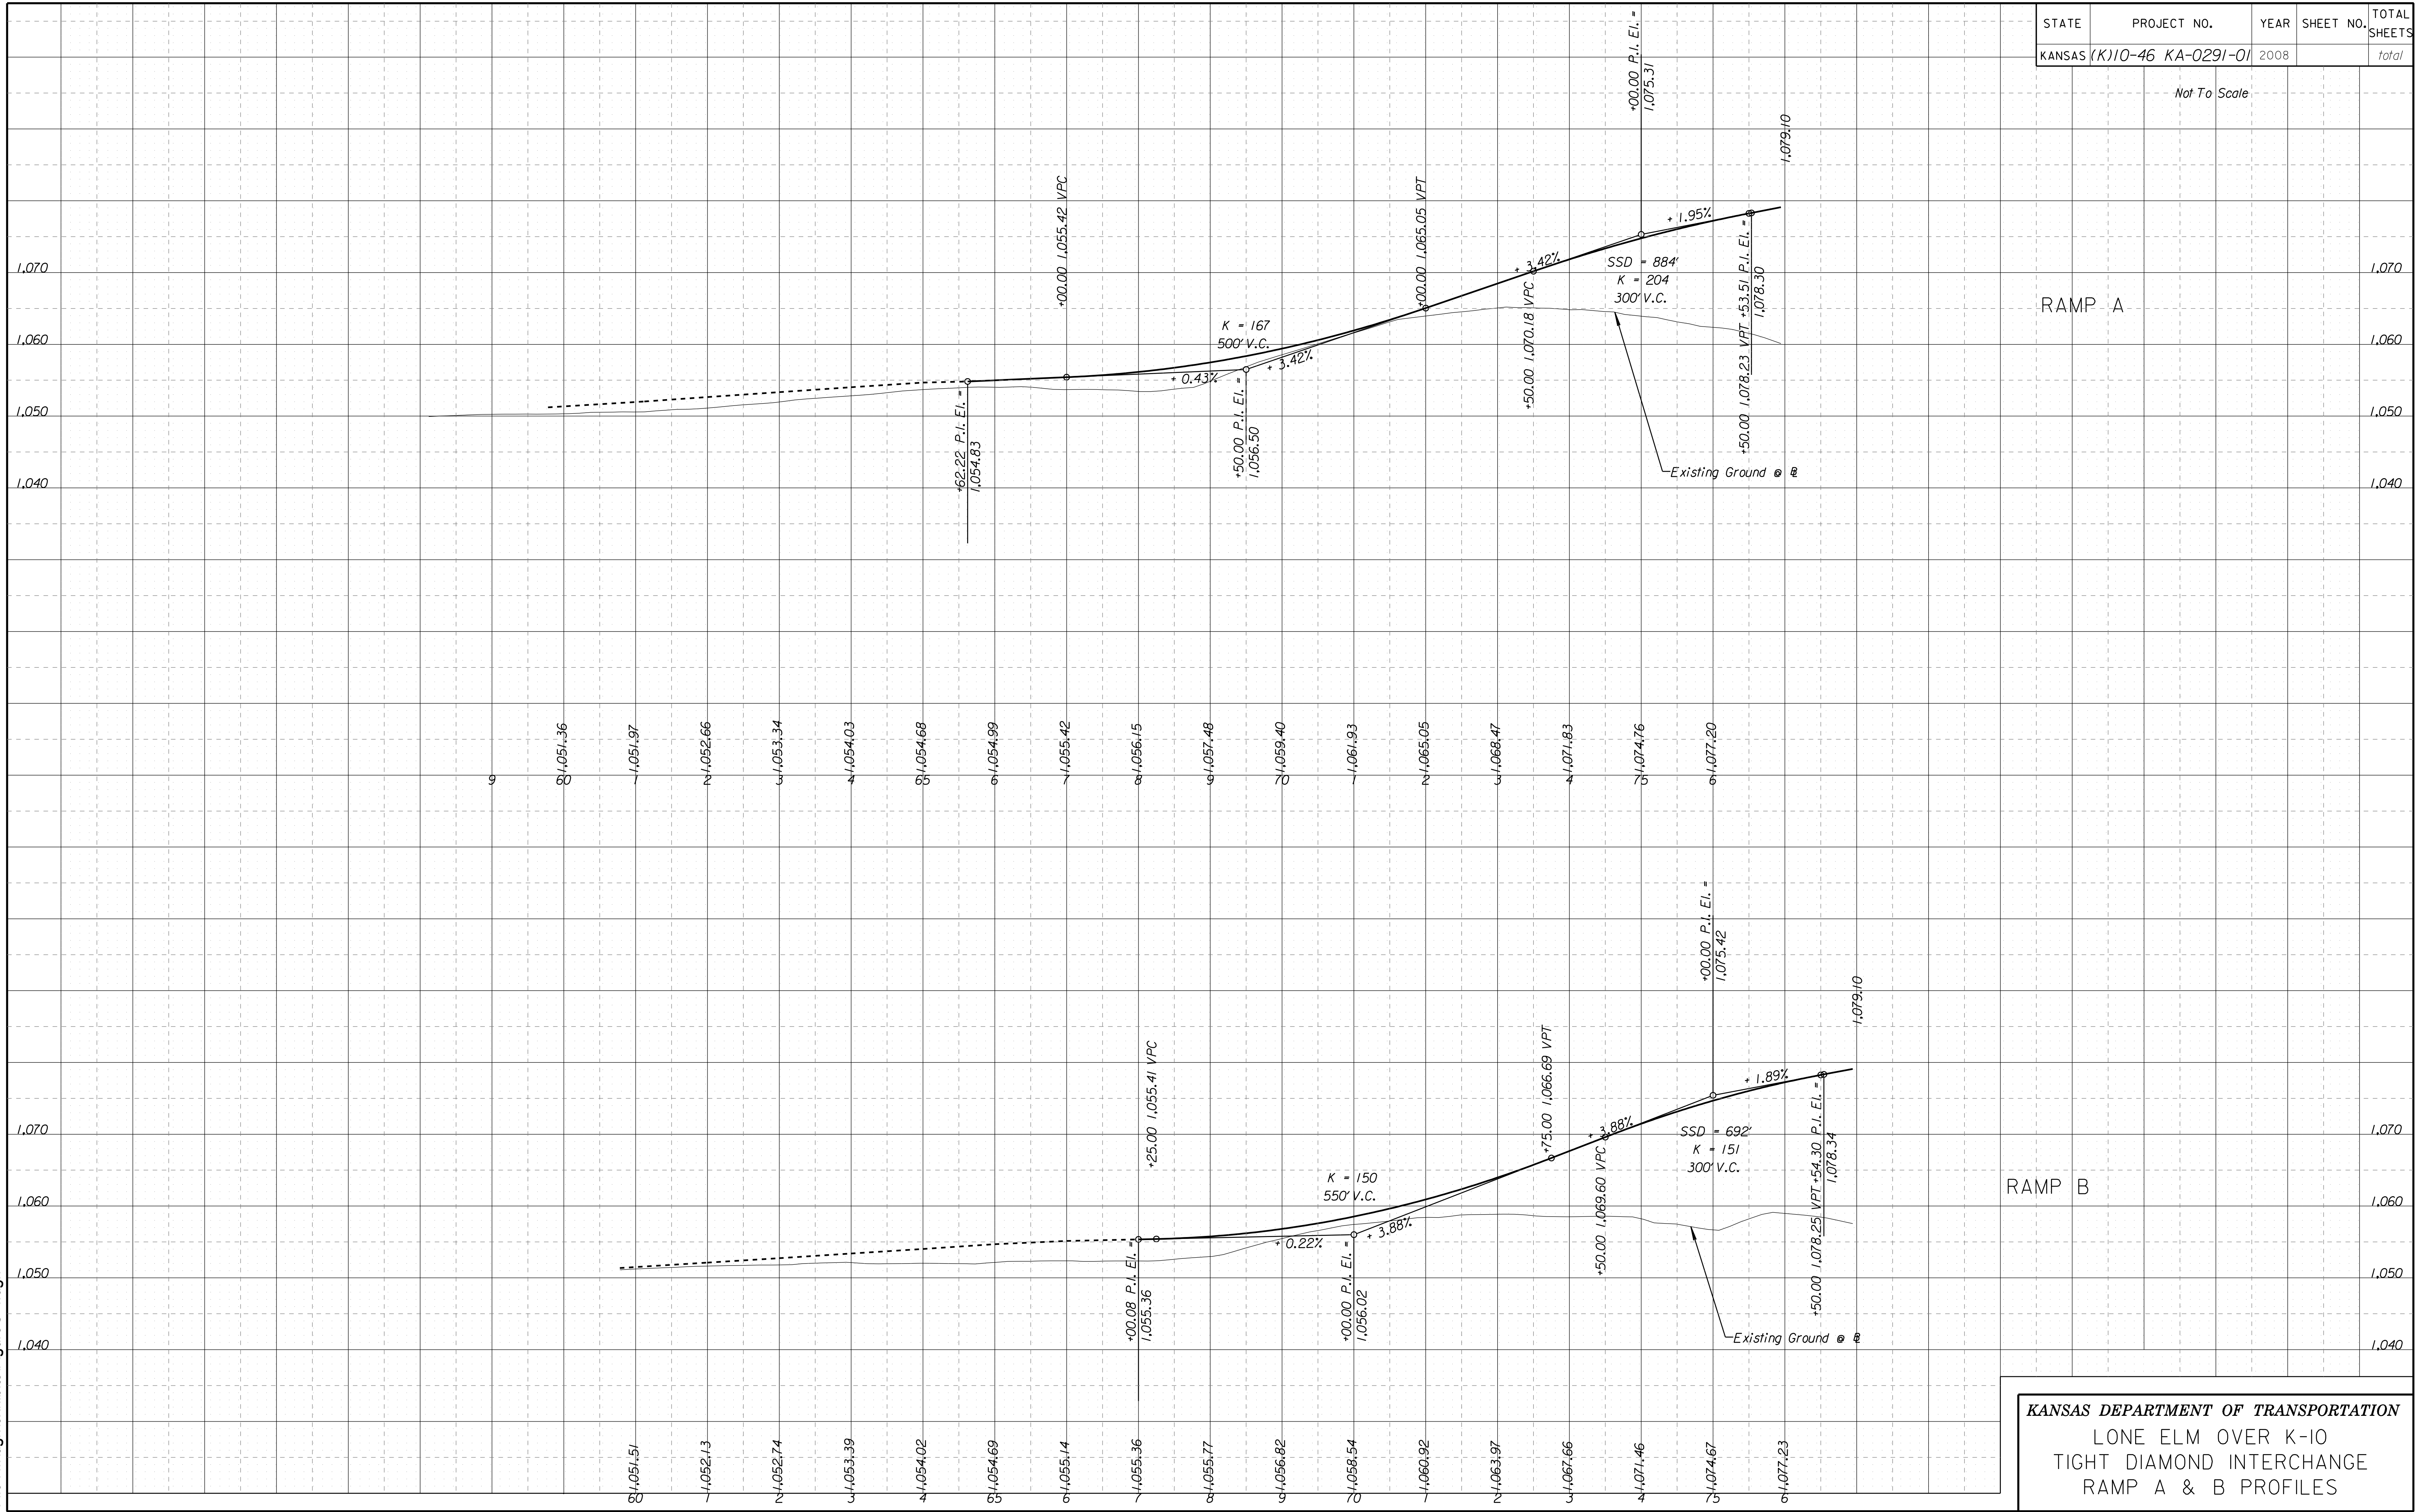 STATE PROJECT NO. YEAR SHEET NO. TOTAL SHEETS
KANSAS (K)10-46 KA-0291-01 2008 total
Not To Scale
+00.00 P.I. El. =
1,075.31
1,079.10
+00.00 1,055.42 VPC
+00.00 1,065.05 VPT
+ 1.95%
+ 3.42%
SSD = 884'
K = 204
300' V.C.
1,070
1,070
RAMP A
K = 167
500' V.C.
1,060
1,060
+ 3.42%
+ 0.43%
+50.00 1,070.18 VPC
+50.00 1,078.23 VPT
+53.51 P.I. El. =
1,078.30
+62.22 P.I. El. =
1,054.83
+50.00 P.I. El. =
1,056.50
1,050
1,050
Existing Ground @
1,040
1,040
1,051.36 1,051.97 1,052.66 1,053.34 1,054.03 1,054.68 1,054.99 1,055.42 1,056.15 1,057.48 1,059.40 1,061.93 1,065.05 1,068.47 1,071.83 1,074.76 1,077.20
9 60 1 2 3 4 65 6 7 8 9 70 1 2 3 4 75 6
+00.00 P.I. El. =
1,075.42
1,079.10
+25.00 1,055.41 VPC
+75.00 1,066.69 VPT
+ 1.89%
+ 3.88%
SSD = 692'
K = 151
300' V.C.
1,070
1,070
K = 150
550' V.C.
RAMP B
1,060
1,060
+ 3.88%
+ 0.22%
+50.00 1,069.60 VPC
+50.00 1,078.25 VPT
+54.30 P.I. El. =
1,078.34
+00.08 P.I. El. =
1,055.36
+00.00 P.I. El. =
1,056.02
1,050
1,050
Existing Ground @
1,040
1,040
1,051.51 1,052.13 1,052.74 1,053.39 1,054.02 1,054.69 1,055.14 1,055.36 1,055.77 1,056.82 1,058.54 1,060.92 1,063.97 1,067.66 1,071.46 1,074.67 1,077.23
60 1 2 3 4 65 6 7 8 9 70 1 2 3 4 75 6
KANSAS DEPARTMENT OF TRANSPORTATION
LONE ELM OVER K-10
TIGHT DIAMOND INTERCHANGE
RAMP A & B PROFILES